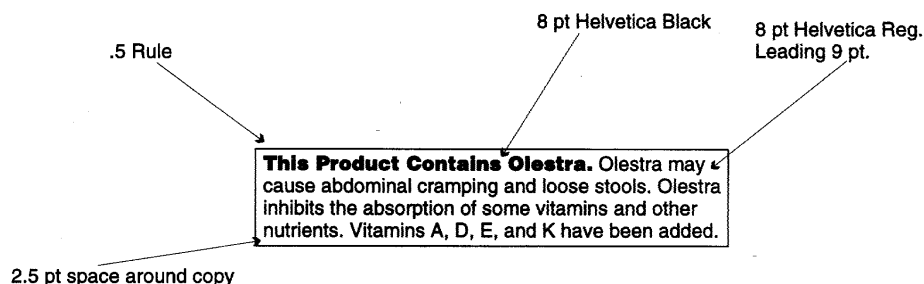 8 pt Helvetica Black
8 pt Helvetica Reg.
Leading 9 pt.
.5 Rule
This Product Contains Olestra. Olestra may
cause abdominal cramping and loose stools. Olestra
inhibits the absorption of some vitamins and other
nutrients. Vitamins A, D, E, and K have been added.
2.5 pt space around copy